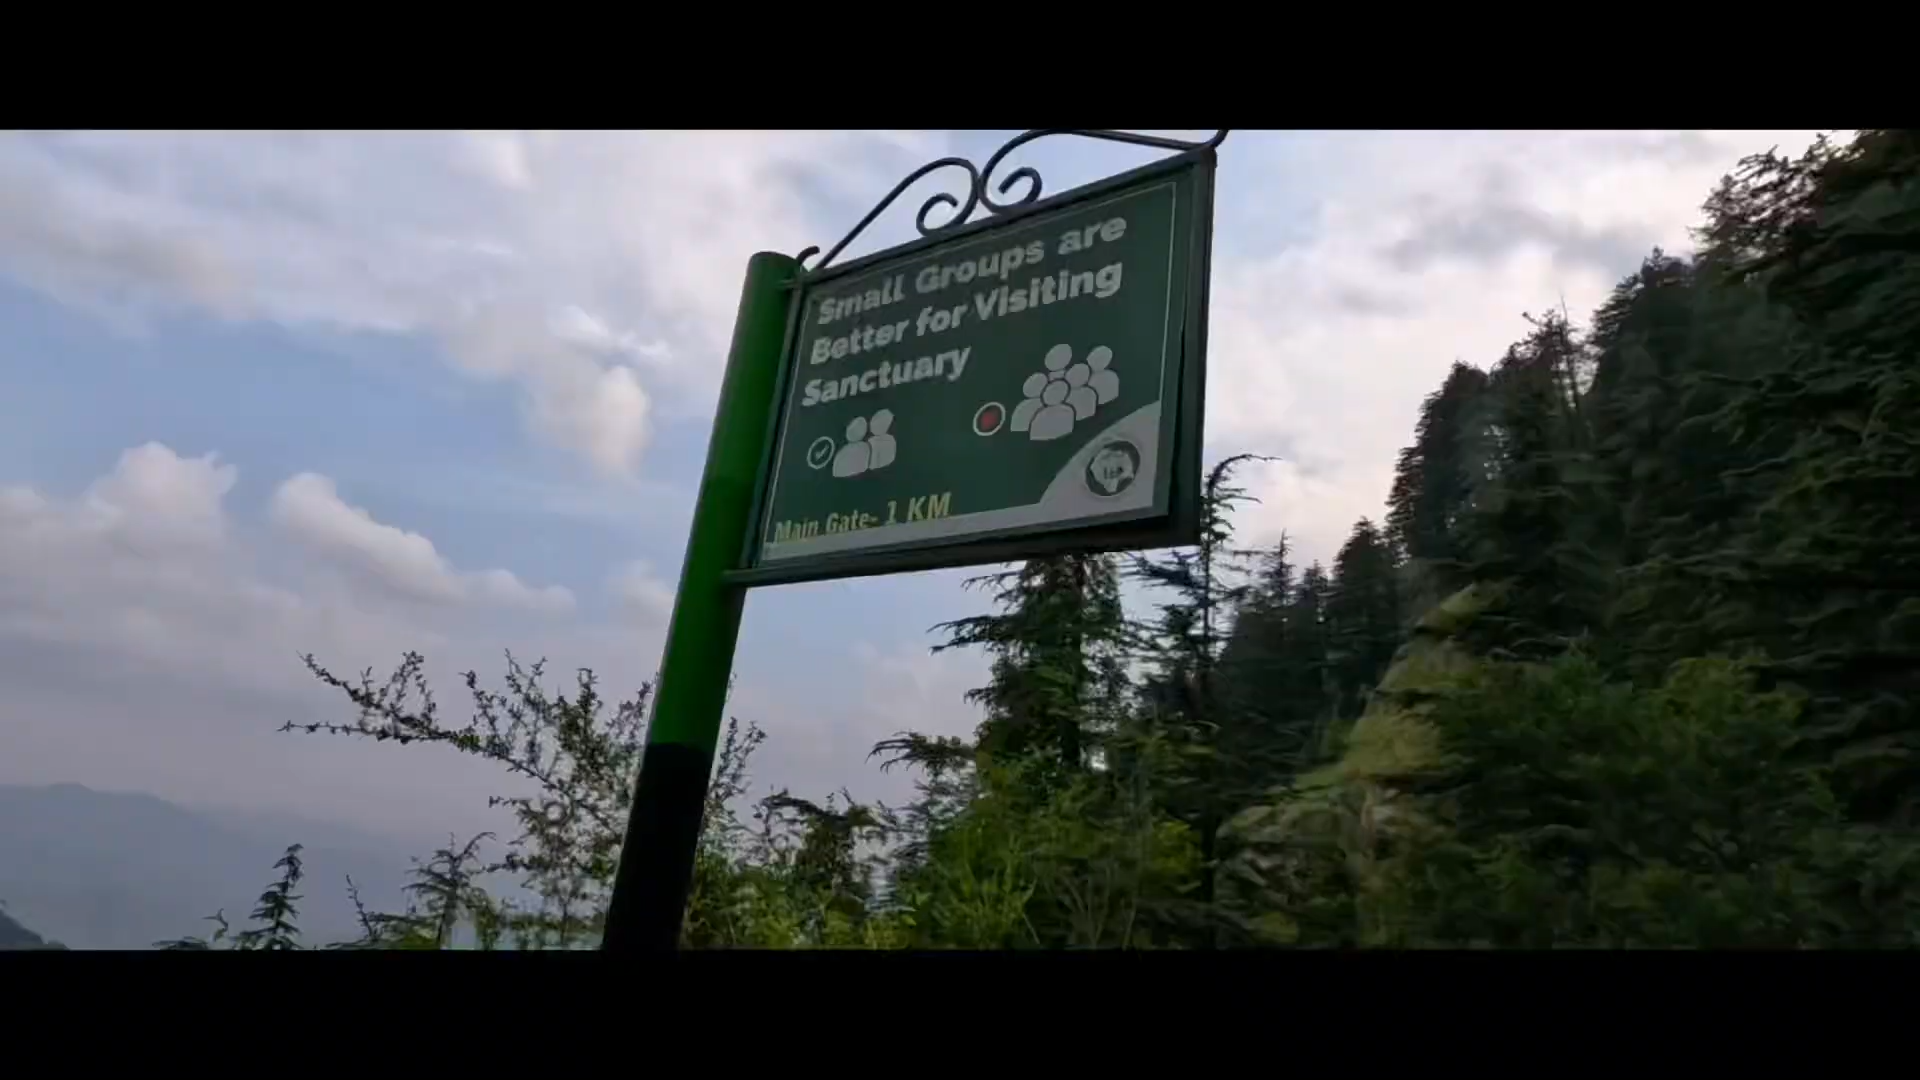 Small Groups are
Better for Visiting
Sanctuary
Main Gate- 1 KM